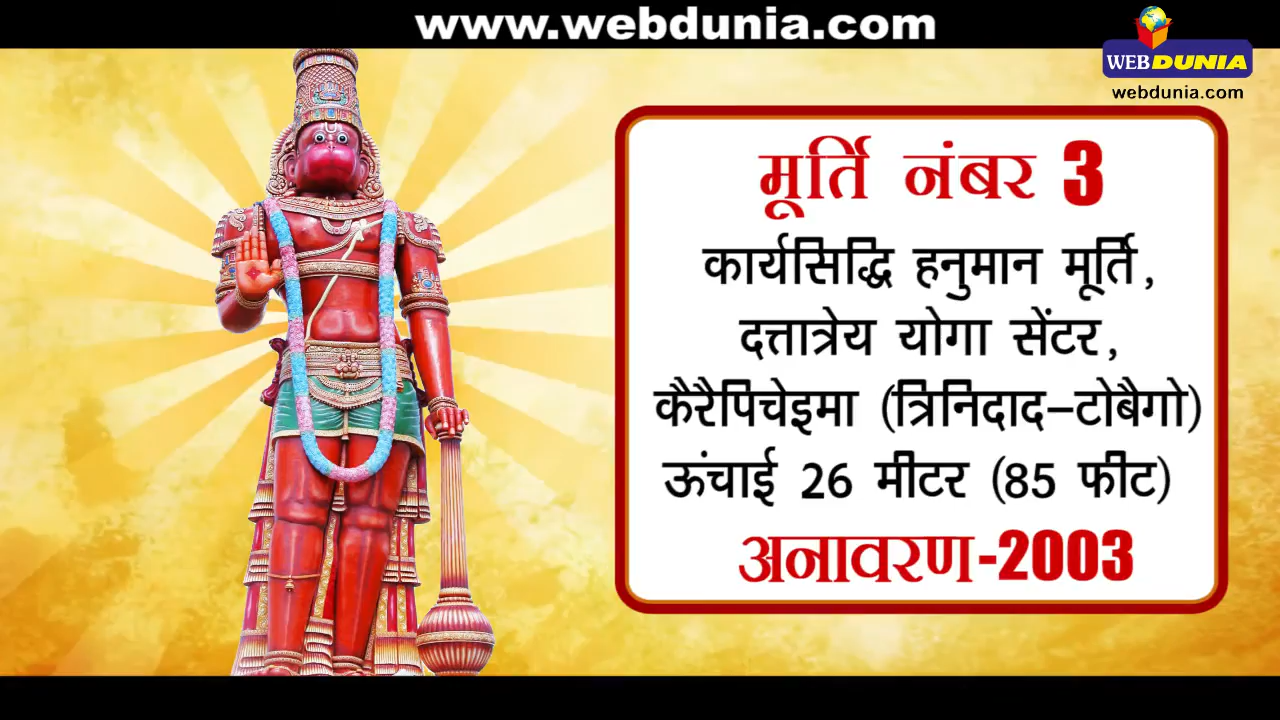 www.webdunia.com
WEBDUNIA
webdunia.com
मूर्ति नंबर 3
कार्यसिद्धि हनुमान मूर्ति,
दत्तात्रेय योगा सेंटर,
कैरैपिचेइमा (त्रिनिदाद–टोबैगो)
ऊंचाई 26 मीटर (85 फीट)
अनावरण-2003